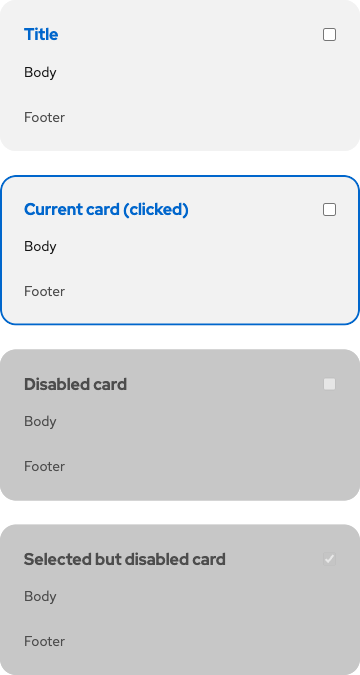 Title
Body
Footer
Current card (clicked)
Body
Footer
Disabled card
Body
Footer
Selected but disabled card
Body
Footer